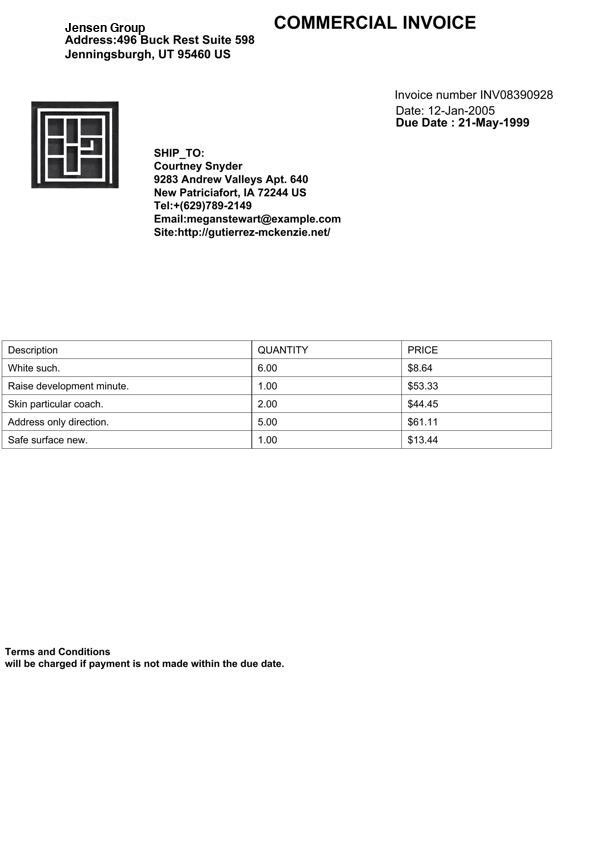 COMMERCIAL INVOICE
Jensen Group
Address:496 Buck Rest Suite 598
Jenningsburgh, UT 95460 US
Invoice number INV08390928
Date: 12-Jan-2005
Due Date : 21-May-1999
SHIP_TO:
Courtney Snyder
9283 Andrew Valleys Apt. 640
New Patriciafort, IA 72244 US
Tel:+(629)789-2149
Email:meganstewart@example.com
Site:http://gutierrez-mckenzie.net/
Description QUANTITY PRICE
White such. 6.00 $8.64
Raise development minute. 1.00 $53.33
Skin particular coach. 2.00 $44.45
Address only direction. 5.00 $61.11
Safe surface new. 1.00 $13.44
Terms and Conditions
will be charged if payment is not made within the due date.